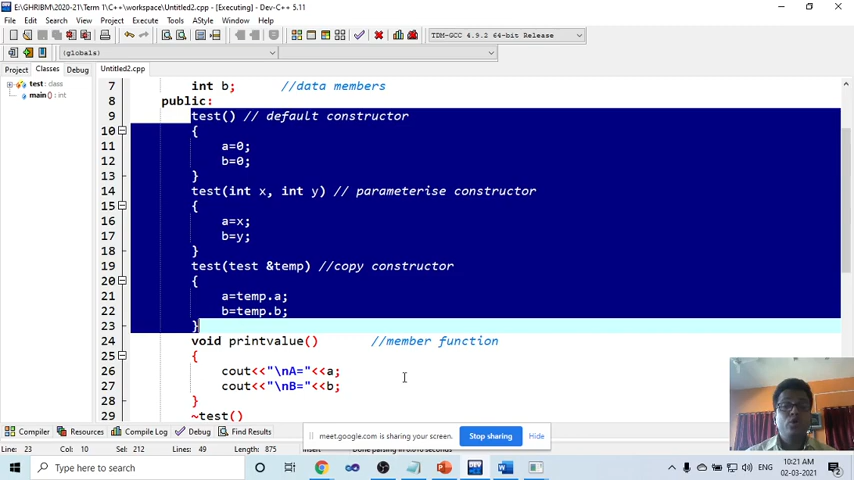 E:\GHRIBM\2020-21\Term 1\C++\workspace\Untitled2.cpp - [Executing] - Dev-C++ 5.11
File Edit Search View Project Execute Tools AStyle Window Help
TDM-GCC 4.9.2 64-bit Release
(globals)
Project Classes Debug Untitled2.cpp
test: class
main(): int
7 int b; //data members
8 public:
9 test() // default constructor
10 {
11 a=0;
12 b=0;
13 }
14 test(int x, int y) // parameterise constructor
15 {
16 a=x;
17 b=y;
18 }
19 test(test &temp) //copy constructor
20 {
21 a=temp.a;
22 b=temp.b;
23 }
24 void printvalue() //member function
25 {
26 cout<<"\nA="<<a;
27 cout<<"\nB="<<b;
28 }
29 ~test()
Compiler Resources Compile Log Debug Find Results
meet.google.com is sharing your screen. Stop sharing Hide
Line: 23 Col: 10 Sel: 212 Lines: 49 Length: 875
Type here to search
ENG 10:21 AM
02-03-2021
2